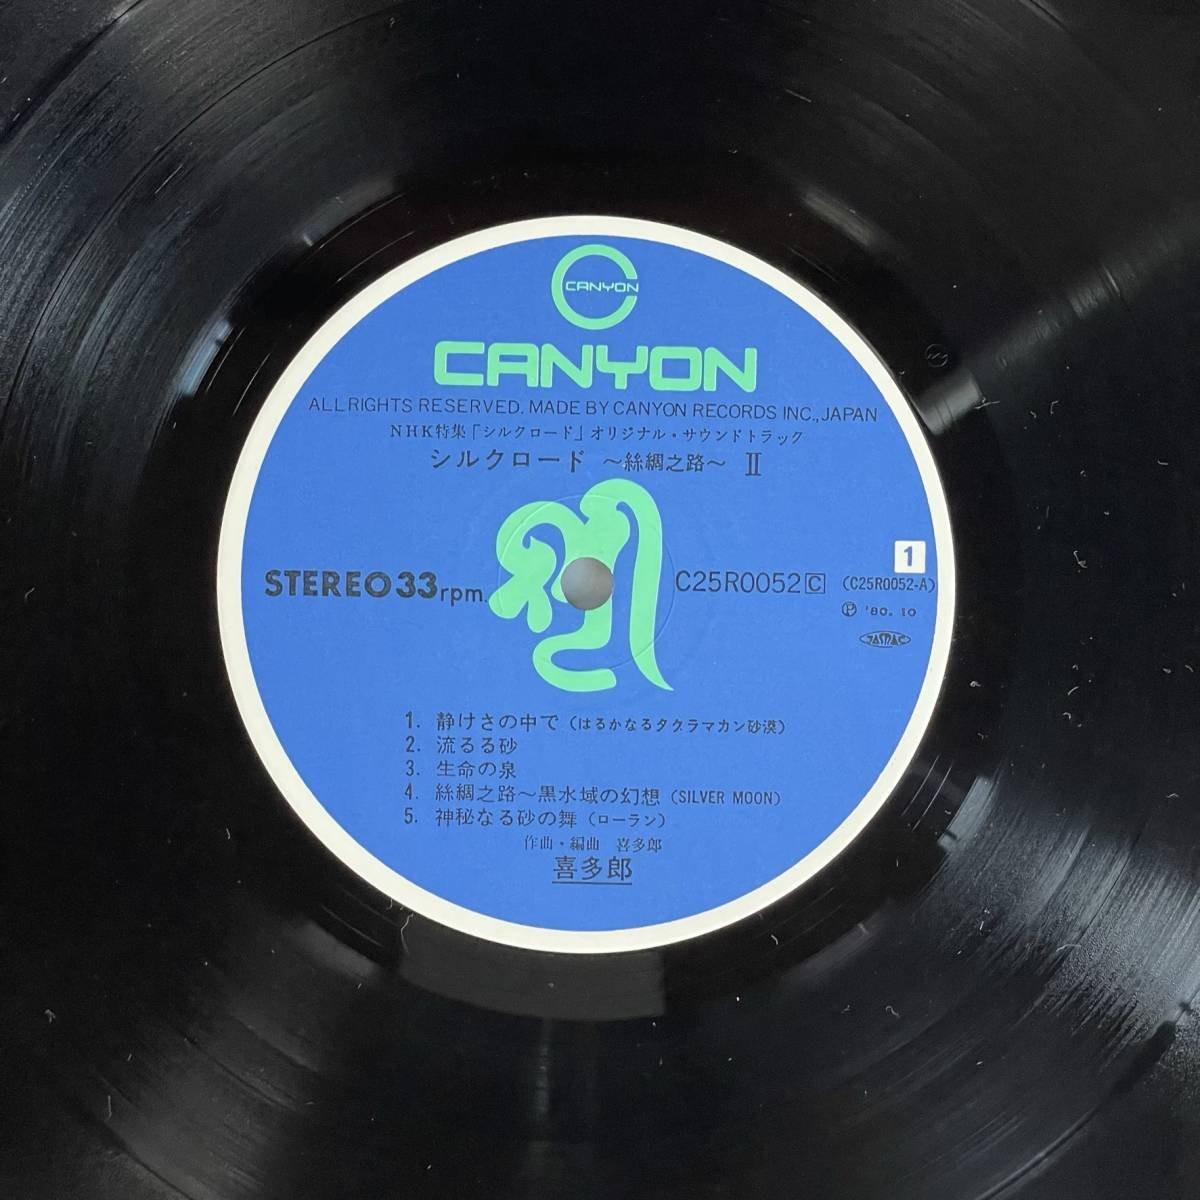 CANYON
CANYON
ALL RIGHTS RESERVED. MADE BY CANYON RECORDS INC., JAPAN
NHK特集「シルクロード」オリジナル・サウンドトラック
シルクロード 〜絲綢之路〜 II
1
STEREO 33 rpm. C25R0052 C (C25R0052-A)
Ⓟ '80. 10
JASRAC
1. 静けさの中で (はるかなるタクラマカン砂漠)
2. 流るる砂
3. 生命の泉
4. 絲綢之路〜黒水域の幻想 (SILVER MOON)
5. 神秘なる砂の舞 (ローラン)
作曲・編曲 喜多郎
喜多郎